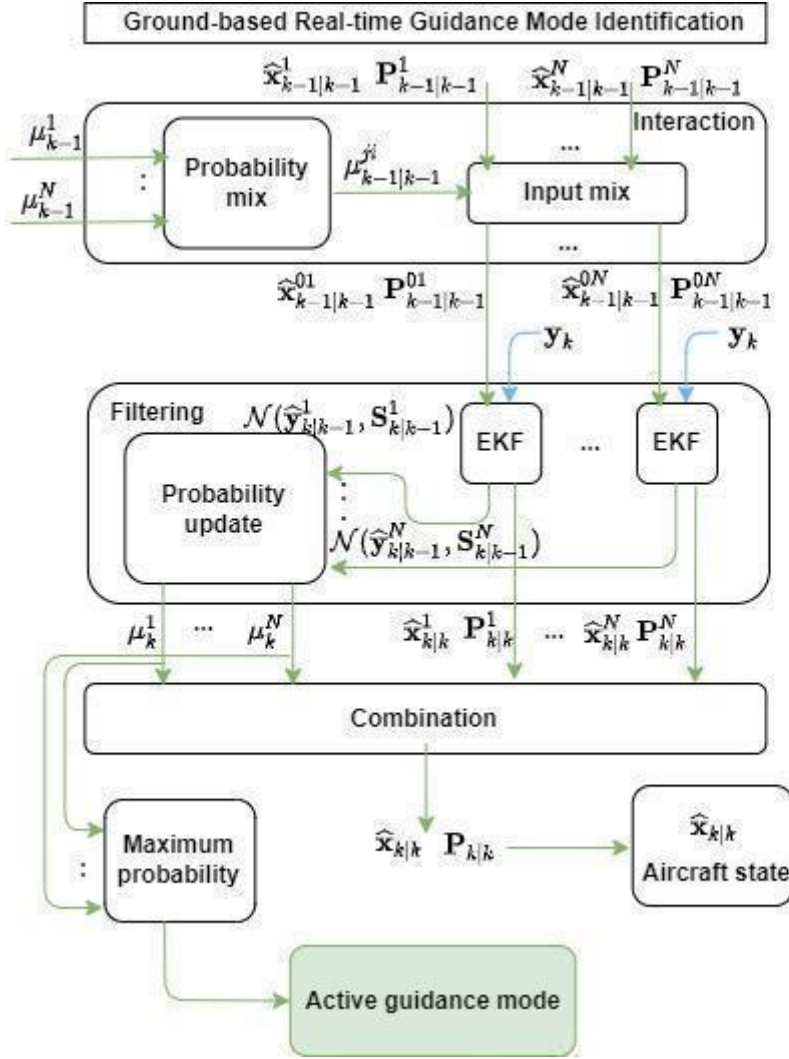 Ground-based Real-time Guidance Mode Identification
x̂¹ₖ₋₁|ₖ₋₁ P¹ₖ₋₁|ₖ₋₁ x̂ᴺₖ₋₁|ₖ₋₁ Pᴺₖ₋₁|ₖ₋₁
Interaction
μ¹ₖ₋₁
...
:
Probability
mix
μʲⁱₖ₋₁|ₖ₋₁
Input mix
μᴺₖ₋₁
...
x̂⁰¹ₖ₋₁|ₖ₋₁ P⁰¹ₖ₋₁|ₖ₋₁ x̂⁰ᴺₖ₋₁|ₖ₋₁ P⁰ᴺₖ₋₁|ₖ₋₁
yₖ yₖ
Filtering
𝒩(ŷ¹ₖ|ₖ₋₁, S¹ₖ|ₖ₋₁)
EKF ... EKF
Probability
update
⋮
𝒩(ŷᴺₖ|ₖ₋₁, Sᴺₖ|ₖ₋₁)
μ¹ₖ ... μᴺₖ x̂¹ₖ|ₖ P¹ₖ|ₖ ... x̂ᴺₖ|ₖ Pᴺₖ|ₖ
Combination
x̂ₖ|ₖ Pₖ|ₖ
x̂ₖ|ₖ
Aircraft state
:
Maximum
probability
Active guidance mode